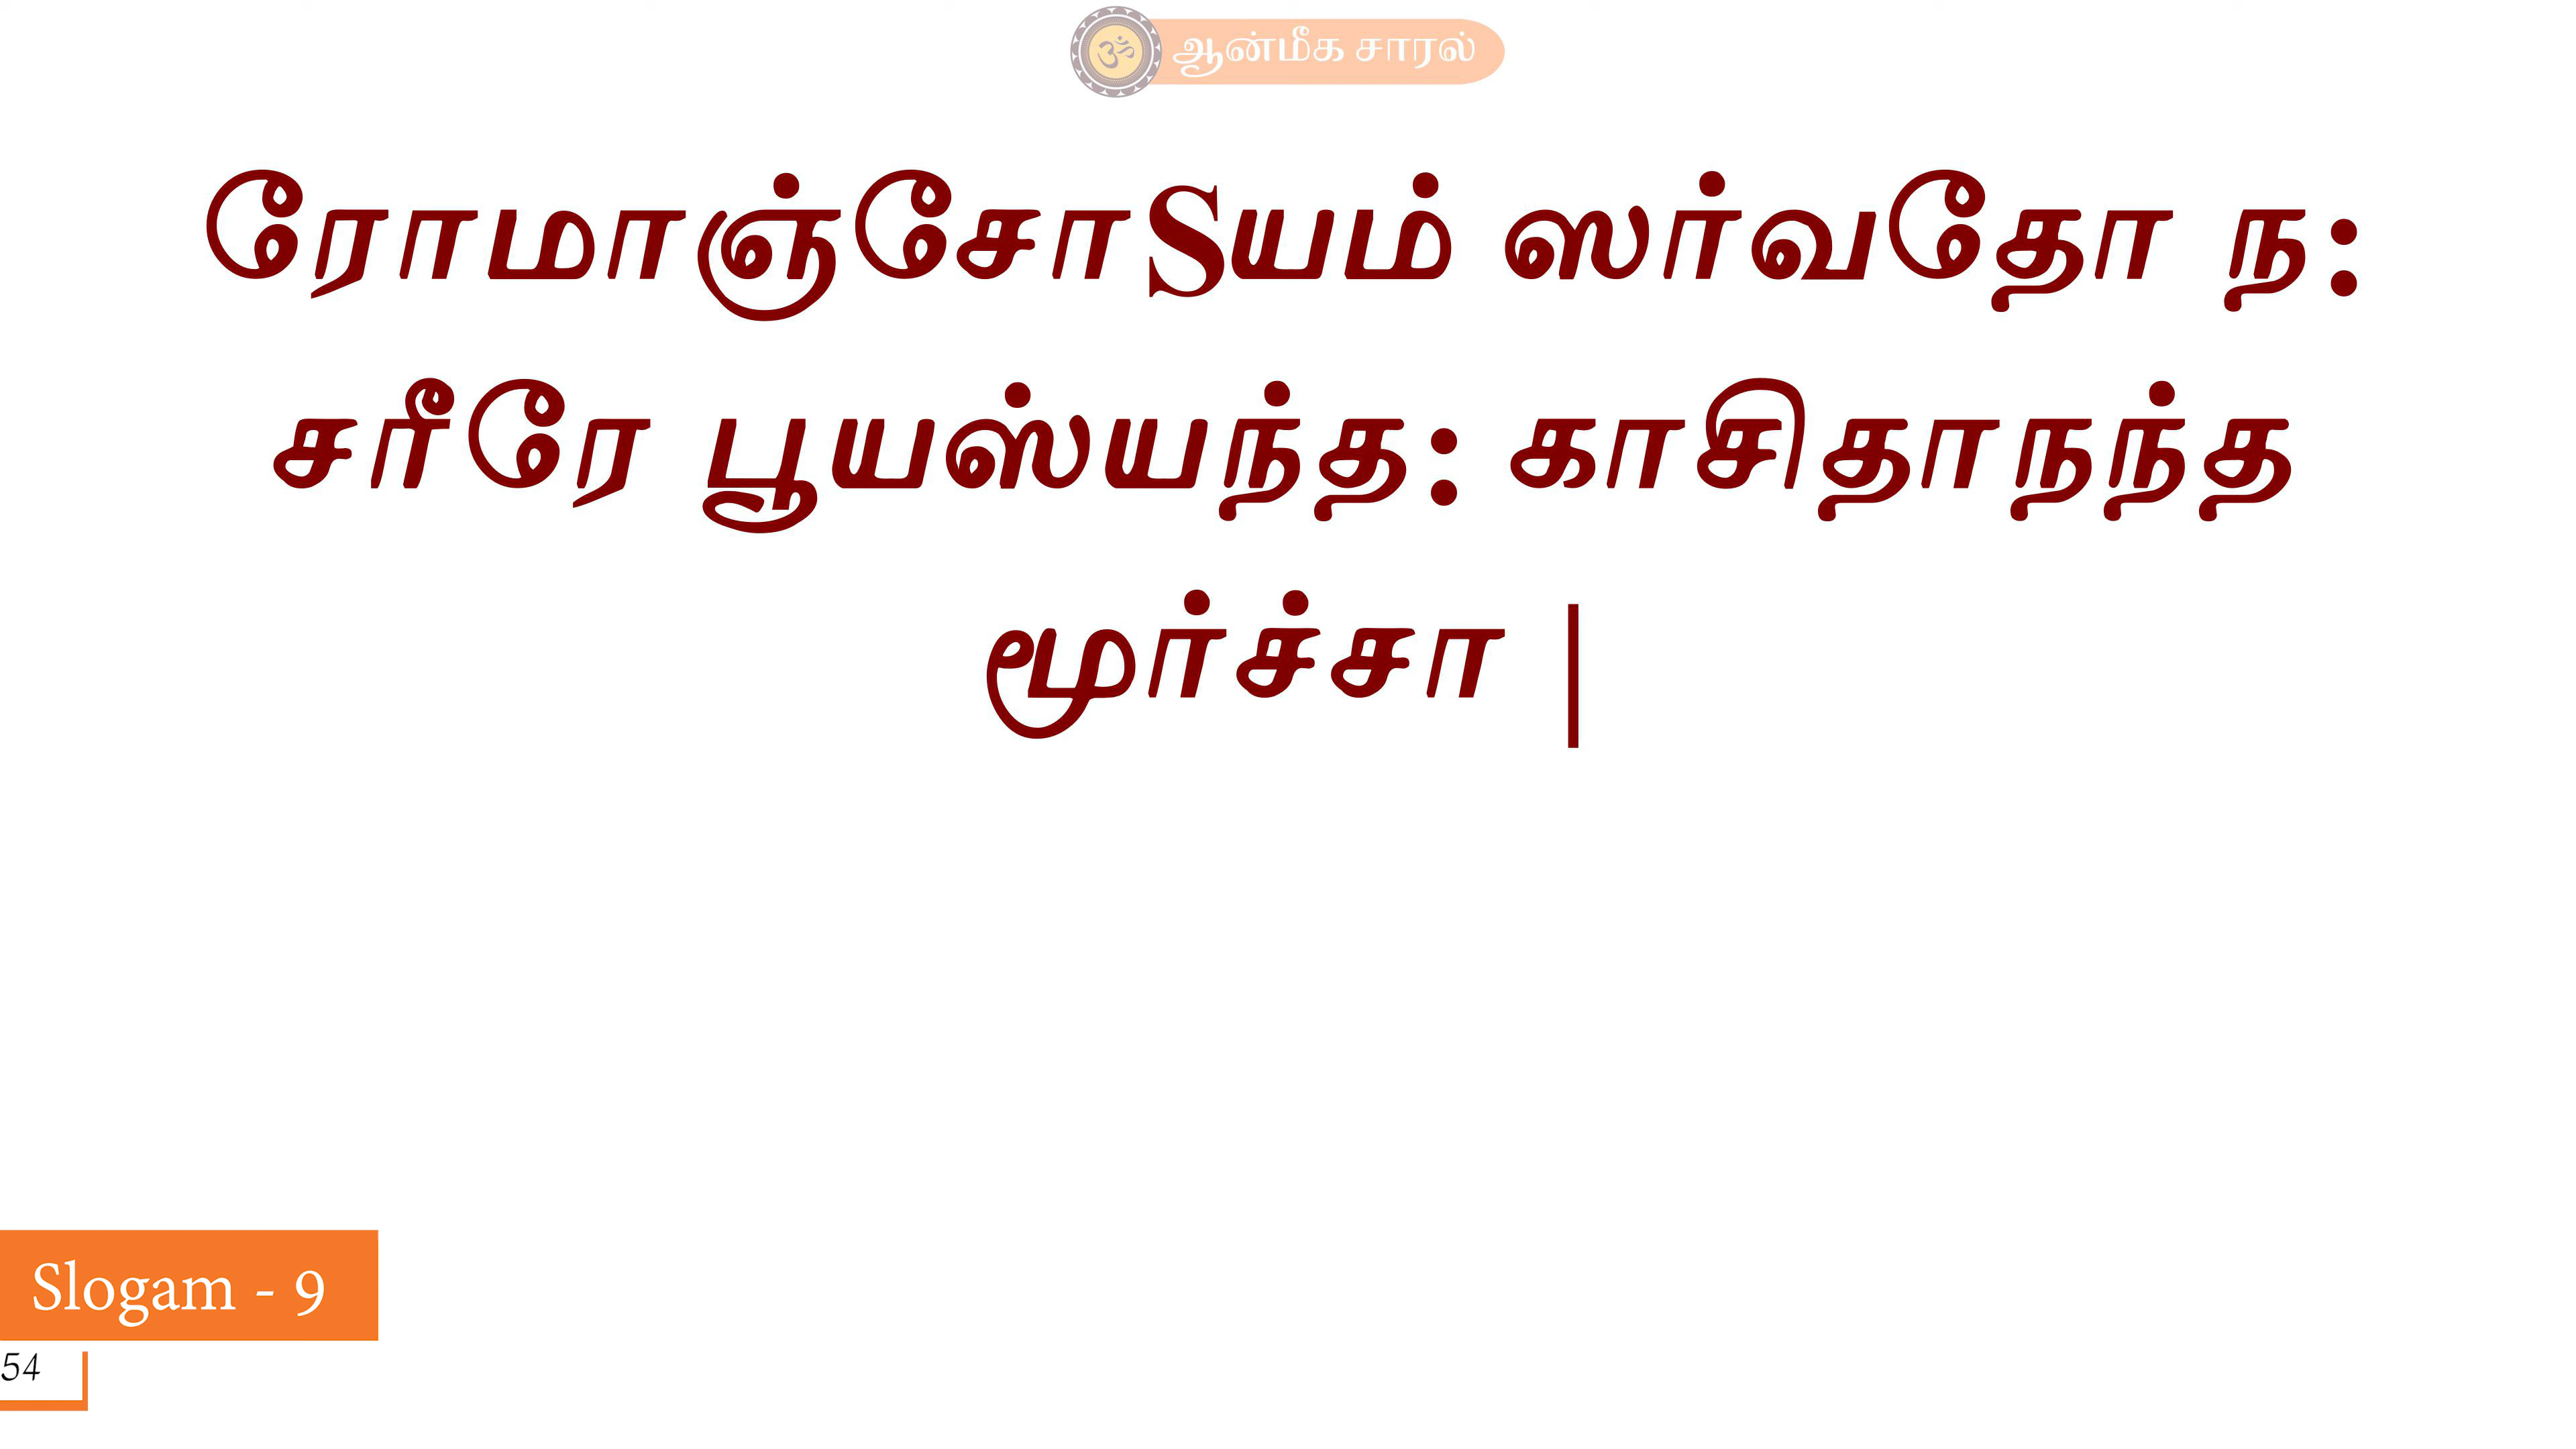 ஆன்மீக சாரல்
ரோமாஞ்சோSயம் ஸர்வதோ ந:
சரீரே பூயஸ்யந்த: காசிதாநந்த
மூர்ச்சா |
Slogam - 9
54